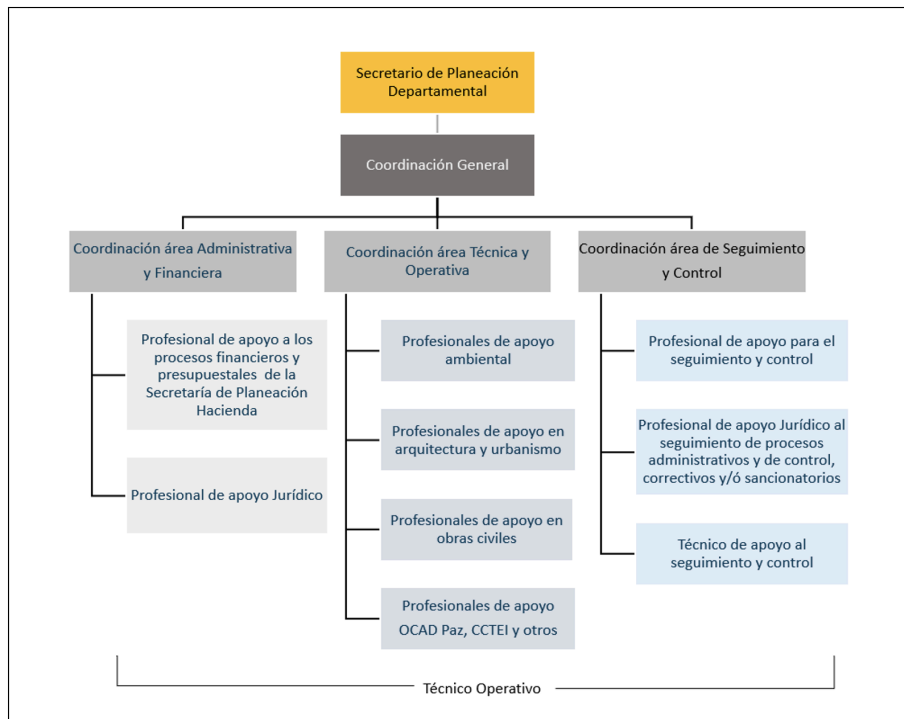 Secretario de Planeación
Departamental
Coordinación General
Coordinación área Administrativa
y Financiera
Coordinación área Técnica y
Operativa
Coordinación área de Seguimiento
y Control
Profesional de apoyo a los
procesos financieros y
presupuestales de la
Secretaría de Planeación
Hacienda
Profesional de apoyo Jurídico
Profesionales de apoyo
ambiental
Profesionales de apoyo en
arquitectura y urbanismo
Profesionales de apoyo en
obras civiles
Profesionales de apoyo
OCAD Paz, CCTEI y otros
Profesional de apoyo para el
seguimiento y control
Profesional de apoyo Jurídico al
seguimiento de procesos
administrativos y de control,
correctivos y/ó sancionatorios
Técnico de apoyo al
seguimiento y control
Técnico Operativo